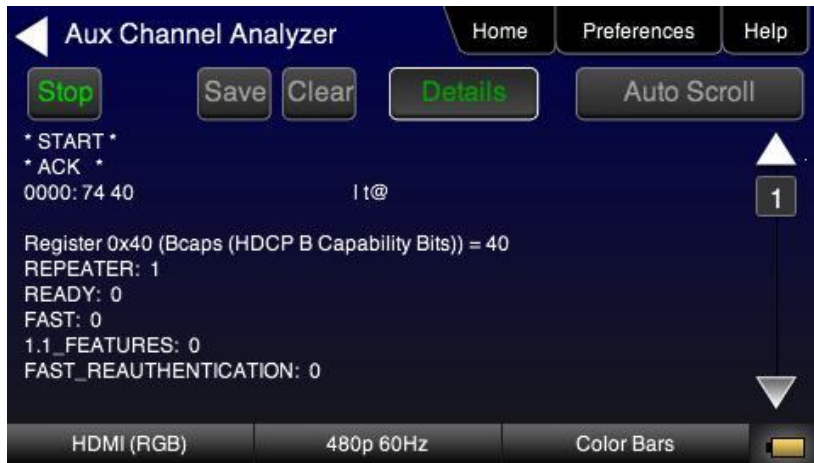 Aux Channel Analyzer Home Preferences Help
Stop Save Clear Details Auto Scroll
* START *
* ACK *
0000: 74 40 | t@
1
Register 0x40 (Bcaps (HDCP B Capability Bits)) = 40
REPEATER: 1
READY: 0
FAST: 0
1.1_FEATURES: 0
FAST_REAUTHENTICATION: 0
HDMI (RGB) 480p 60Hz Color Bars